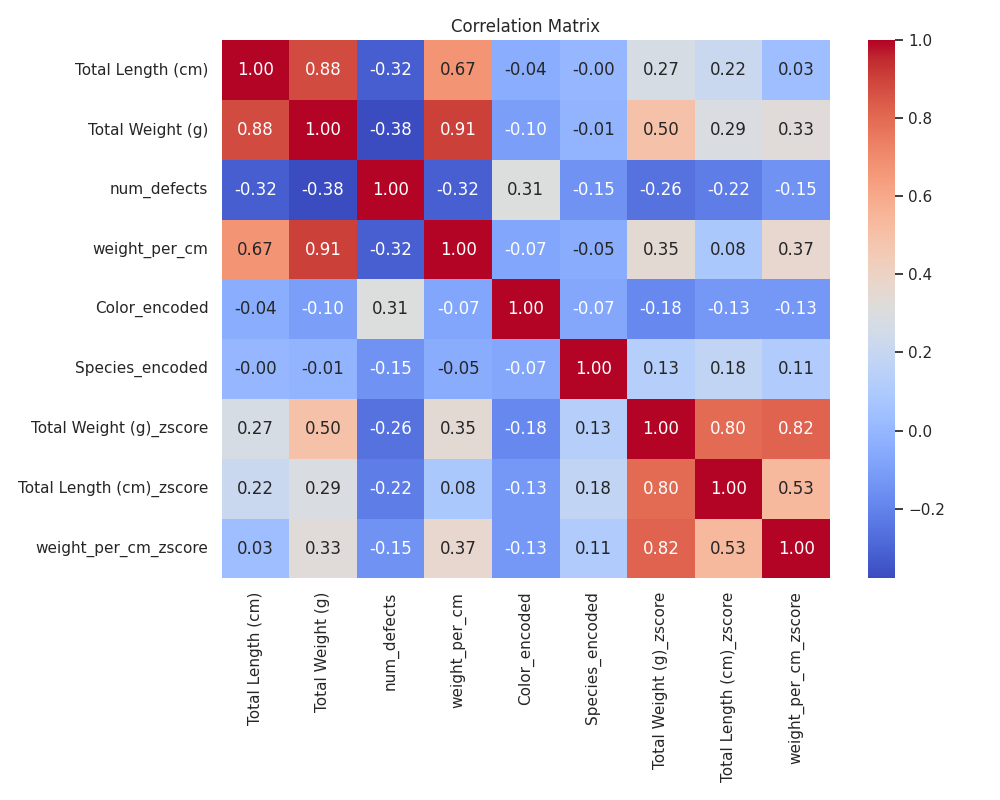 Correlation Matrix
Total Length (cm) 1.00 0.88 -0.32 0.67 -0.04 -0.00 0.27 0.22 0.03
Total Weight (g) 0.88 1.00 -0.38 0.91 -0.10 -0.01 0.50 0.29 0.33
num_defects -0.32 -0.38 1.00 -0.32 0.31 -0.15 -0.26 -0.22 -0.15
weight_per_cm 0.67 0.91 -0.32 1.00 -0.07 -0.05 0.35 0.08 0.37
Color_encoded -0.04 -0.10 0.31 -0.07 1.00 -0.07 -0.18 -0.13 -0.13
Species_encoded -0.00 -0.01 -0.15 -0.05 -0.07 1.00 0.13 0.18 0.11
Total Weight (g)_zscore 0.27 0.50 -0.26 0.35 -0.18 0.13 1.00 0.80 0.82
Total Length (cm)_zscore 0.22 0.29 -0.22 0.08 -0.13 0.18 0.80 1.00 0.53
weight_per_cm_zscore 0.03 0.33 -0.15 0.37 -0.13 0.11 0.82 0.53 1.00
Total Length (cm)
Total Weight (g)
num_defects
weight_per_cm
Color_encoded
Species_encoded
Total Weight (g)_zscore
Total Length (cm)_zscore
weight_per_cm_zscore
1.0
0.8
0.6
0.4
0.2
0.0
−0.2